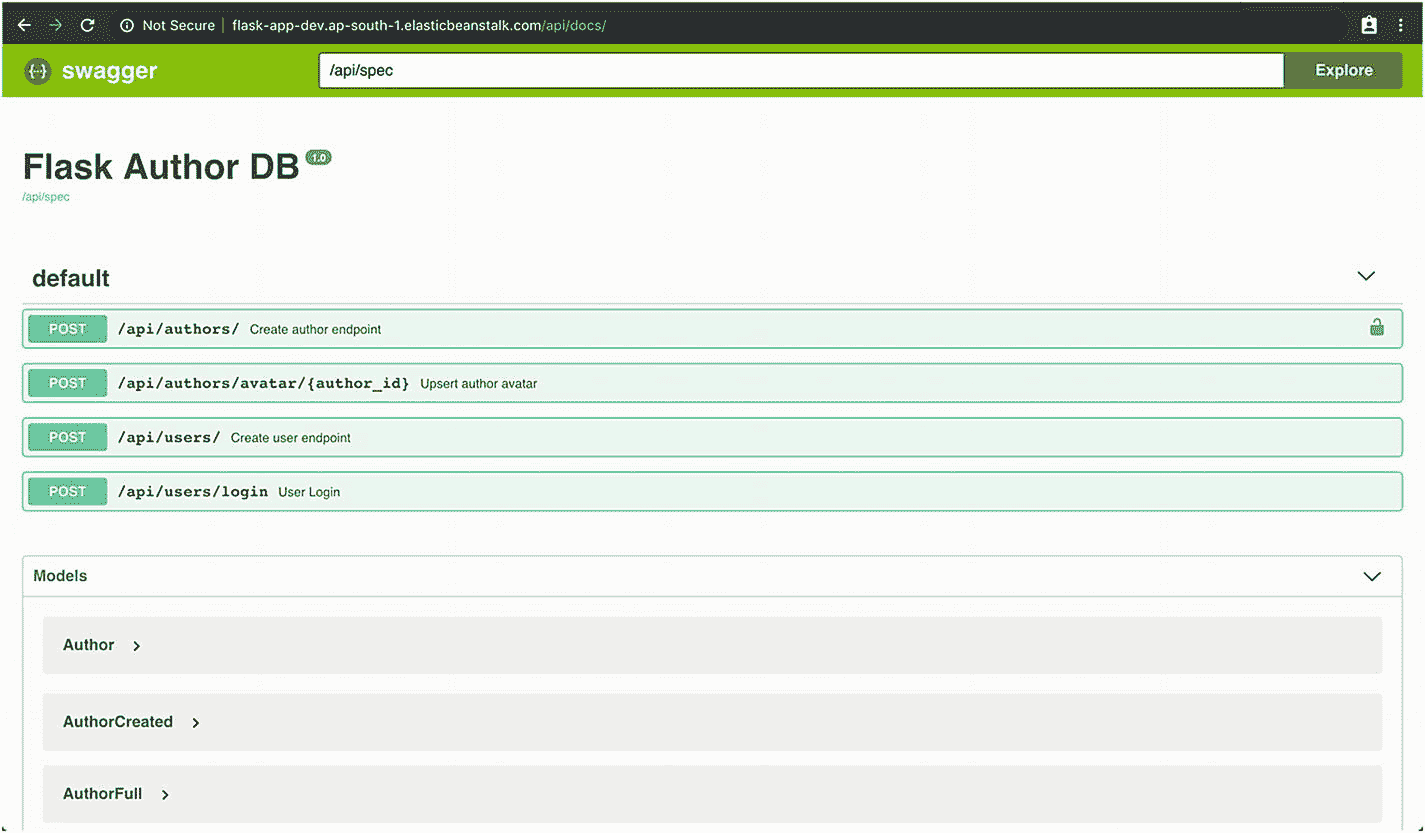 Not Secure | flask-app-dev.ap-south-1.elasticbeanstalk.com/api/docs/
{··} swagger /api/spec Explore
Flask Author DB 1.0
/api/spec
default
POST /api/authors/ Create author endpoint
POST /api/authors/avatar/{author_id} Upsert author avatar
POST /api/users/ Create user endpoint
POST /api/users/login User Login
Models
Author
AuthorCreated
AuthorFull